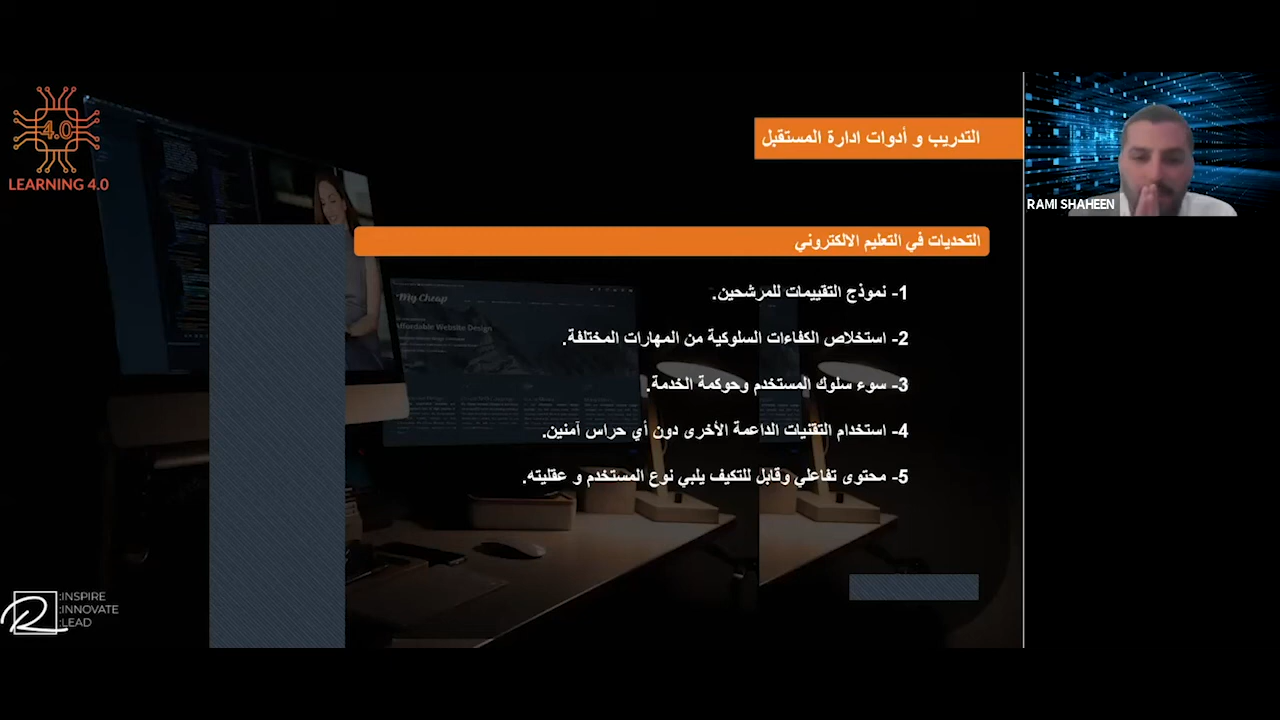 4.0
LEARNING 4.0
التدريب و أدوات ادارة المستقبل
RAMI SHAHEEN
التحديات في التعليم الالكتروني
1- نموذج التقييمات للمرشحين.
2- استخلاص الكفاءات السلوكية من المهارات المختلفة.
3- سوء سلوك المستخدم وحوكمة الخدمة.
4- استخدام التقنيات الداعمة الأخرى دون أي حراس آمنين.
5- محتوى تفاعلي وقابل للتكيف يلبي نوع المستخدم و عقليته.
My Cheap
Affordable Website Design
:INSPIRE
:INNOVATE
:LEAD